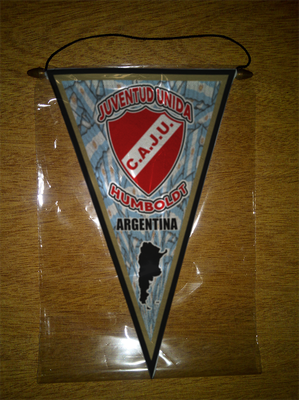 JUVENTUD UNIDA
C.A.J.U.
HUMBOLDT
ARGENTINA